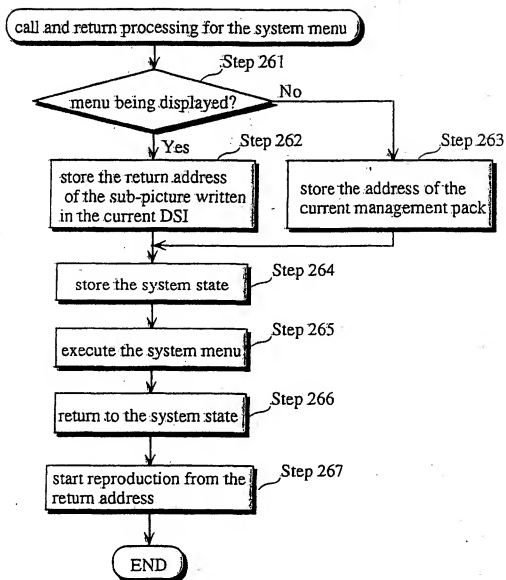 call and return processing for the system menu
Step 261
menu being displayed?
No
Yes
Step 262
Step 263
store the return address
of the sub-picture written
in the current DSI
store the address of the
current management pack
Step 264
store the system state
Step 265
execute the system menu
Step 266
return to the system state
Step 267
start reproduction from the
return address
END